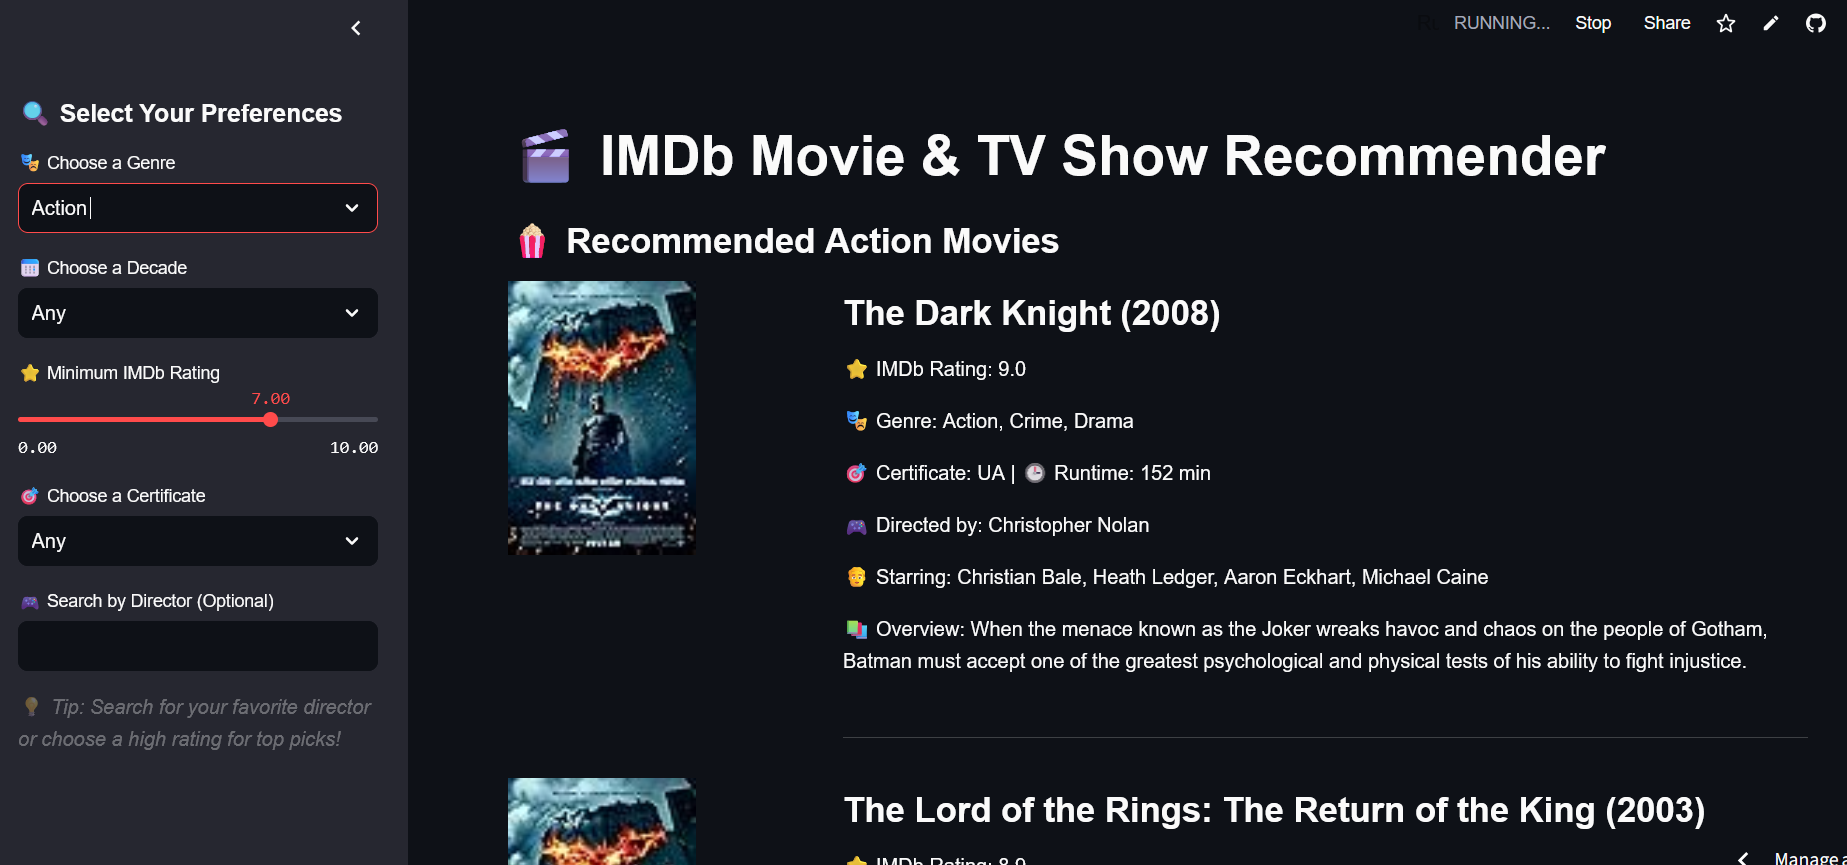 RUNNING...
Stop
Share
Select Your Preferences
Choose a Genre
Action
Choose a Decade
Any
Minimum IMDb Rating
7.00
0.00
10.00
Choose a Certificate
Any
Search by Director (Optional)
Tip: Search for your favorite director
or choose a high rating for top picks!
IMDb Movie & TV Show Recommender
Recommended Action Movies
The Dark Knight (2008)
IMDb Rating: 9.0
Genre: Action, Crime, Drama
Certificate: UA | Runtime: 152 min
Directed by: Christopher Nolan
Starring: Christian Bale, Heath Ledger, Aaron Eckhart, Michael Caine
Overview: When the menace known as the Joker wreaks havoc and chaos on the people of Gotham,
Batman must accept one of the greatest psychological and physical tests of his ability to fight injustice.
The Lord of the Rings: The Return of the King (2003)
IMDb Rating: 8.9
Manage a